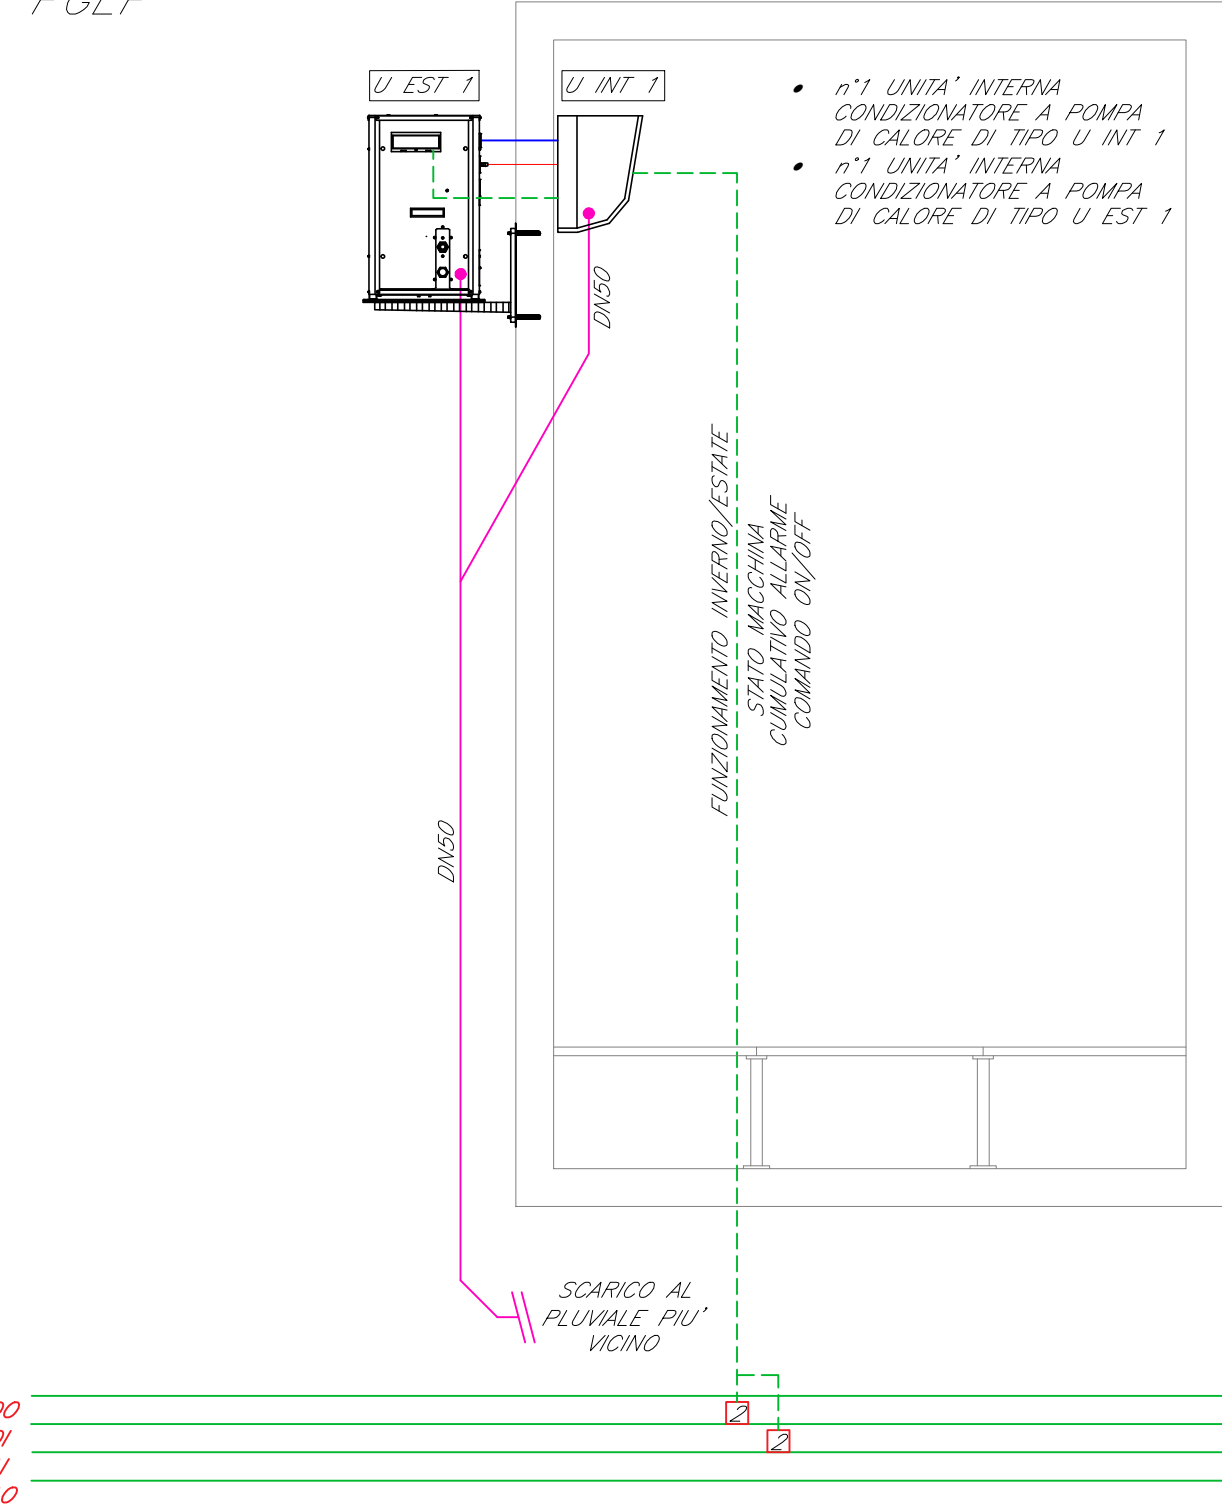 U EST 1
U INT 1
• n°1 UNITA' INTERNA
CONDIZIONATORE A POMPA
DI CALORE DI TIPO U INT 1
• n°1 UNITA' INTERNA
CONDIZIONATORE A POMPA
DI CALORE DI TIPO U EST 1
DN50
FUNZIONAMENTO INVERNO/ESTATE
STATO MACCHINA
CUMULATIVO ALLARME
COMANDO ON/OFF
DN50
SCARICO AL
PLUVIALE PIU'
VICINO
2
2